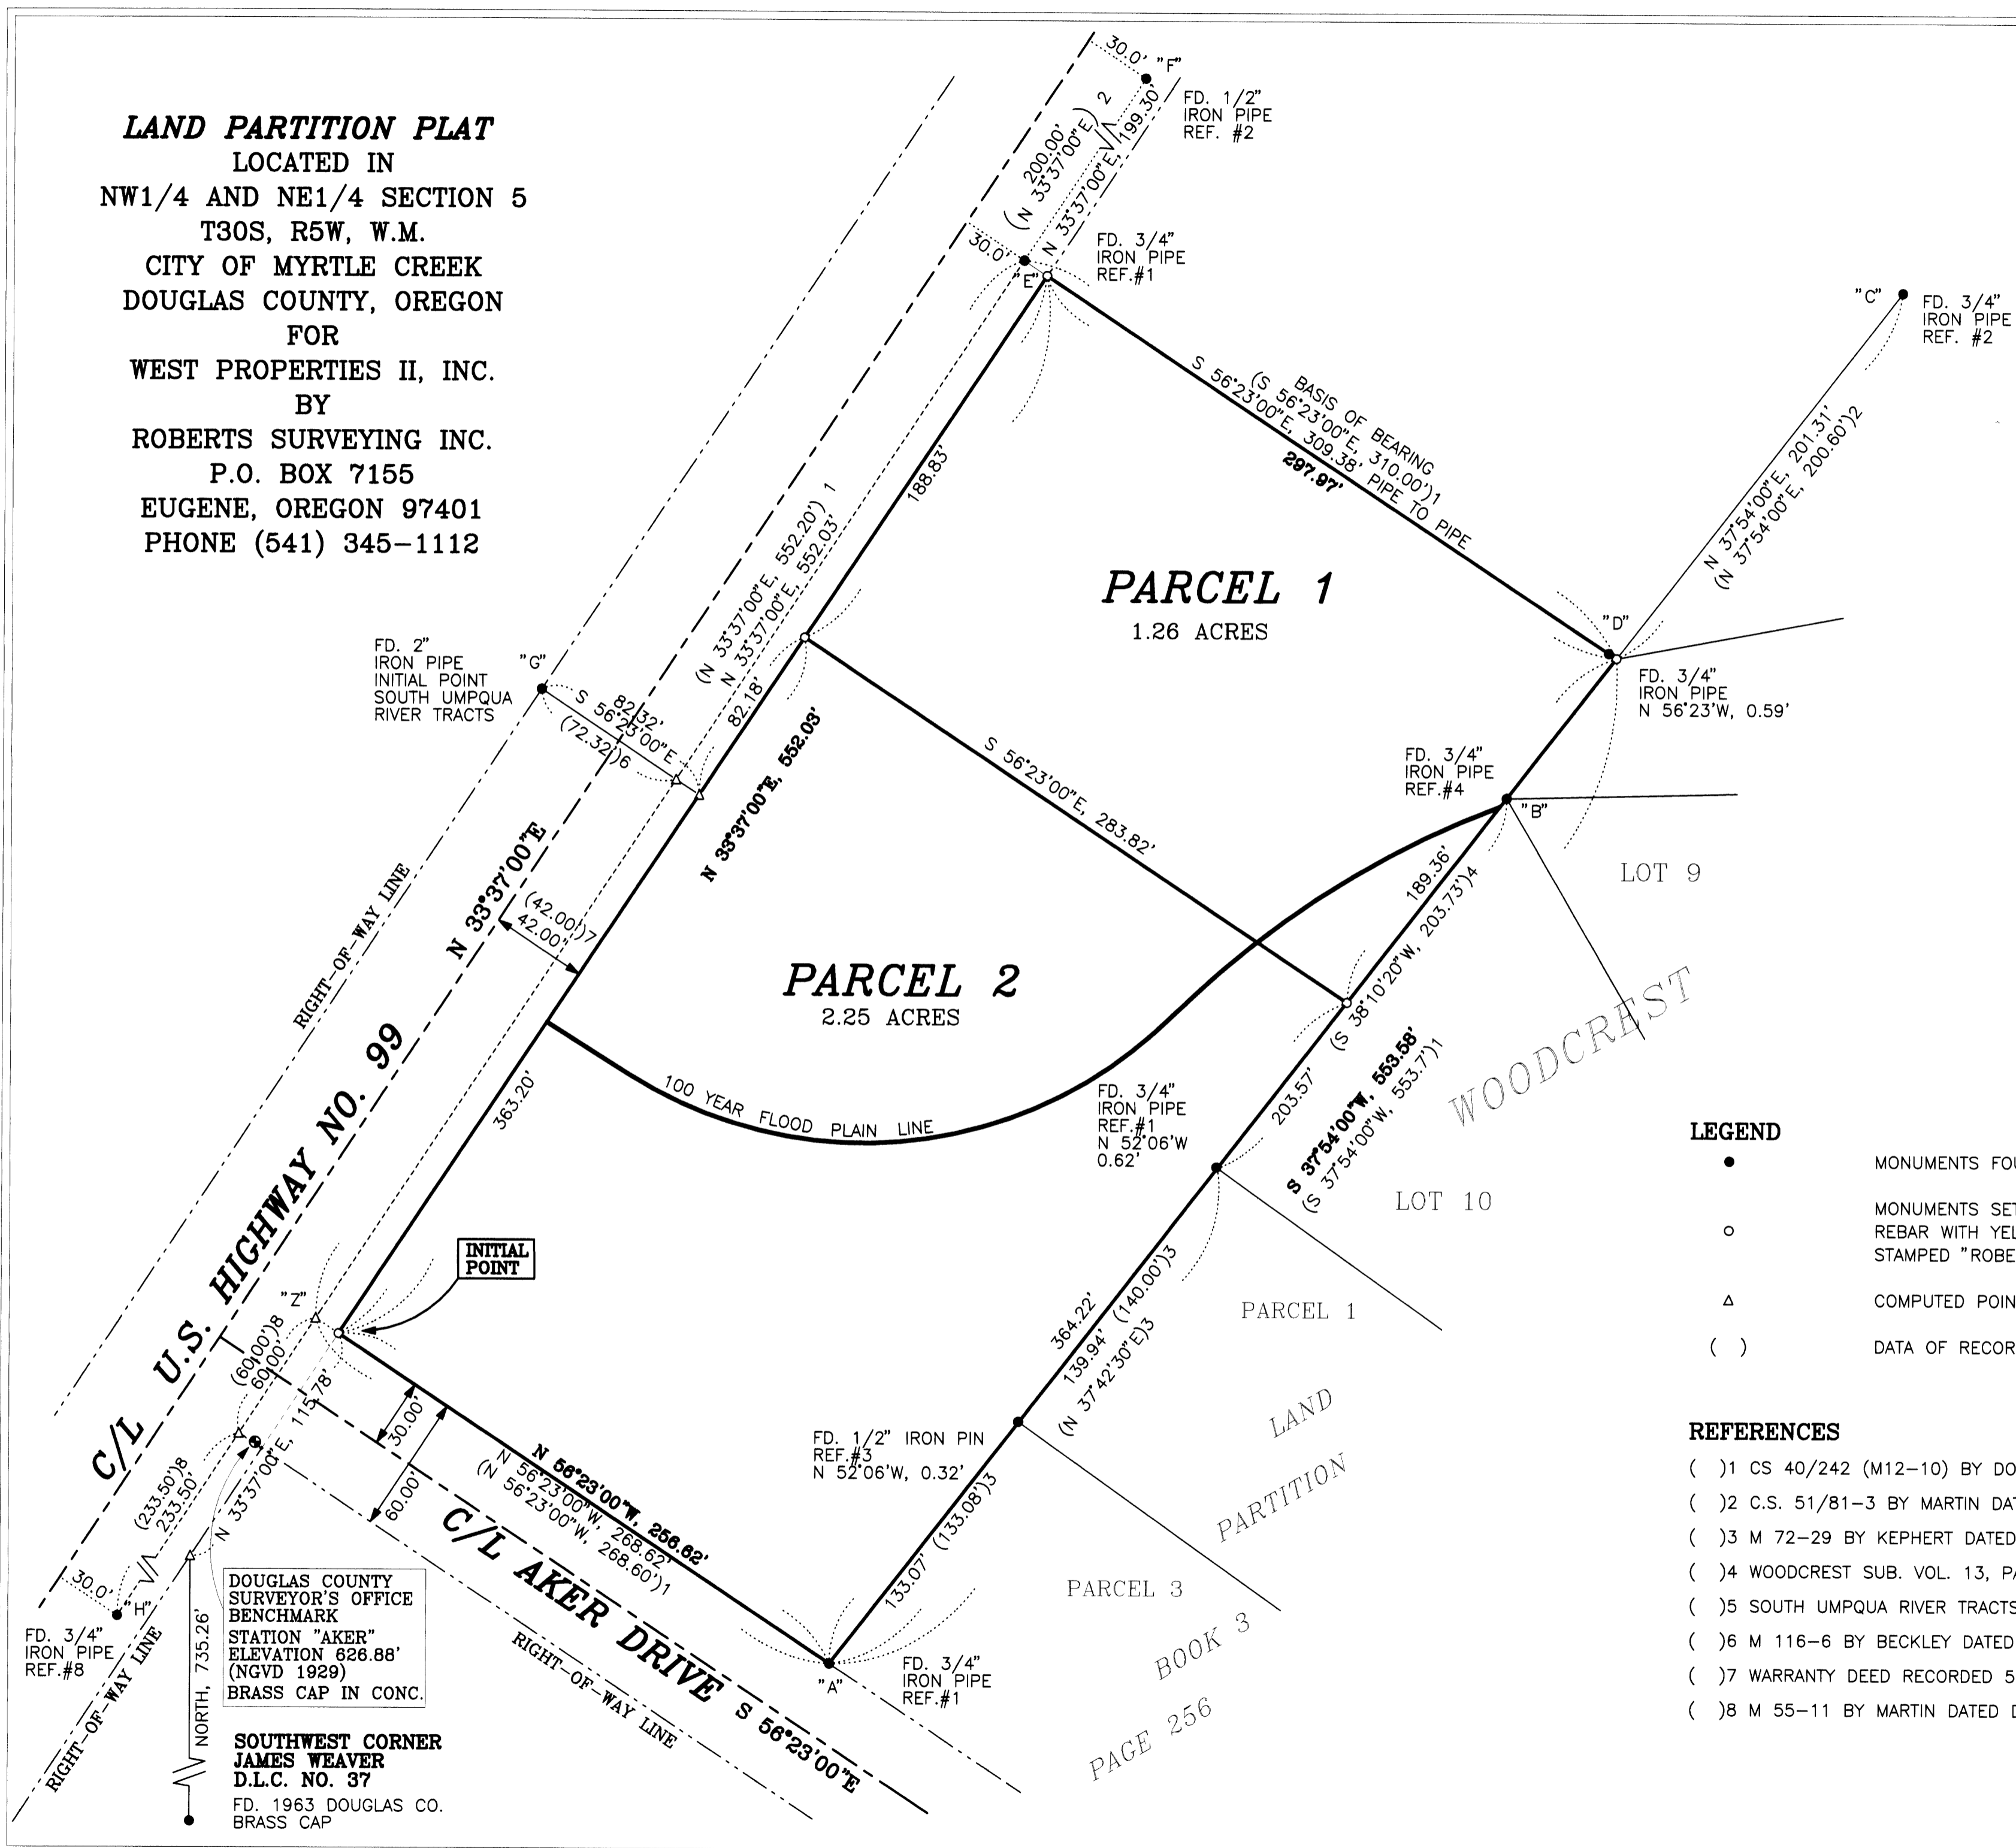 LAND PARTITION PLAT
LOCATED IN
NW1/4 AND NE1/4 SECTION 5
T30S, R5W, W.M.
CITY OF MYRTLE CREEK
DOUGLAS COUNTY, OREGON
FOR
WEST PROPERTIES II, INC.
BY
ROBERTS SURVEYING INC.
P.O. BOX 7155
EUGENE, OREGON 97401
PHONE (541) 345-1112
30.0'
"F"
FD. 1/2"
IRON PIPE
REF. #2
200.00'
(N 33°37'00"E) 2
N 33°37'00"E, 199.30'
30.0'
"E"
FD. 3/4"
IRON PIPE
REF.#1
"C"
FD. 3/4"
IRON PIPE
REF. #2
BASIS OF BEARING
(S 56°23'00"E, 310.00')1
S 56°23'00"E, 309.38' PIPE TO PIPE
297.97'
N 37°54'00"E, 201.31'
(N 37°54'00"E, 200.60')2
188.83'
(N 33°37'00"E, 552.20') 1
N 33°37'00"E, 552.03'
PARCEL 1
1.26 ACRES
"D"
FD. 3/4"
IRON PIPE
N 56°23'W, 0.59'
FD. 2"
IRON PIPE
INITIAL POINT
SOUTH UMPQUA
RIVER TRACTS
"G"
82.32'
S 56°23'00"E
(72.32')6
82.18'
N 33°37'00"E, 552.03'
S 56°23'00"E, 283.82'
FD. 3/4"
IRON PIPE
REF.#4
"B"
LOT 9
189.36'
(S 38°10'20"W, 203.73')4
RIGHT-OF-WAY LINE
N 33°37'00"E
(42.00')7
42.00'
PARCEL 2
2.25 ACRES
WOODCREST
100 YEAR FLOOD PLAIN LINE
363.20'
FD. 3/4"
IRON PIPE
REF.#1
N 52°06'W
0.62'
203.57'
S 37°54'00"W, 553.58'
(S 37°54'00"W, 553.7')1
LOT 10
C/L U.S. HIGHWAY NO. 99
INITIAL
POINT
"Z"
(60.00')8
60.00'
364.22'
139.94' (140.00')3
(N 37°42'30"E)3
PARCEL 1
LAND
PARTITION
N 33°37'00"E, 115.78'
(233.50')8
233.50'
30.00'
60.00'
N 56°23'00"W, 256.62'
N 56°23'00"W, 268.62'
(N 56°23'00"W, 268.60')1
FD. 1/2" IRON PIN
REF.#3
N 52°06'W, 0.32'
133.07' (133.08')3
PARCEL 3
BOOK 3
PAGE 256
C/L AKER DRIVE S 56°23'00"E
RIGHT-OF-WAY LINE
"A"
FD. 3/4"
IRON PIPE
REF.#1
30.0'
"H"
FD. 3/4"
IRON PIPE
REF.#8
RIGHT-OF-WAY LINE
NORTH, 735.26'
DOUGLAS COUNTY
SURVEYOR'S OFFICE
BENCHMARK
STATION "AKER"
ELEVATION 626.88'
(NGVD 1929)
BRASS CAP IN CONC.
SOUTHWEST CORNER
JAMES WEAVER
D.L.C. NO. 37
FD. 1963 DOUGLAS CO.
BRASS CAP
LEGEND
MONUMENTS FOU
MONUMENTS SET
REBAR WITH YEL
STAMPED "ROBE
COMPUTED POIN
( ) DATA OF RECOR
REFERENCES
( )1 CS 40/242 (M12-10) BY DO
( )2 C.S. 51/81-3 BY MARTIN DAT
( )3 M 72-29 BY KEPHERT DATED
( )4 WOODCREST SUB. VOL. 13, PA
( )5 SOUTH UMPQUA RIVER TRACTS
( )6 M 116-6 BY BECKLEY DATED
( )7 WARRANTY DEED RECORDED 5
( )8 M 55-11 BY MARTIN DATED D